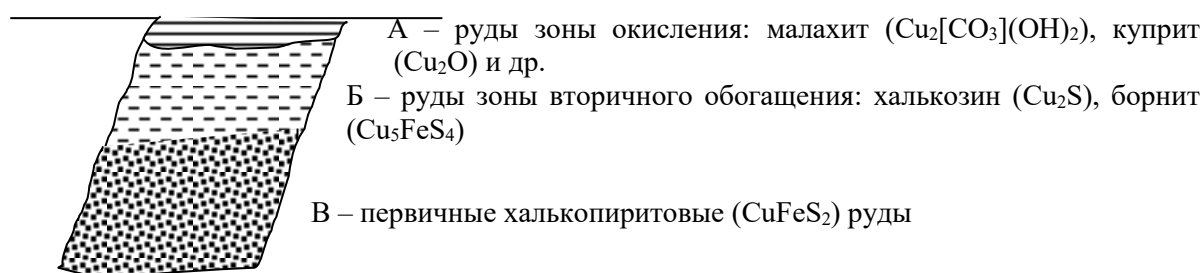 А – руды зоны окисления: малахит (Cu₂[CO₃](OH)₂), куприт
(Cu₂O) и др.
Б – руды зоны вторичного обогащения: халькозин (Cu₂S), борнит
(Cu₅FeS₄)
В – первичные халькопиритовые (CuFeS₂) руды